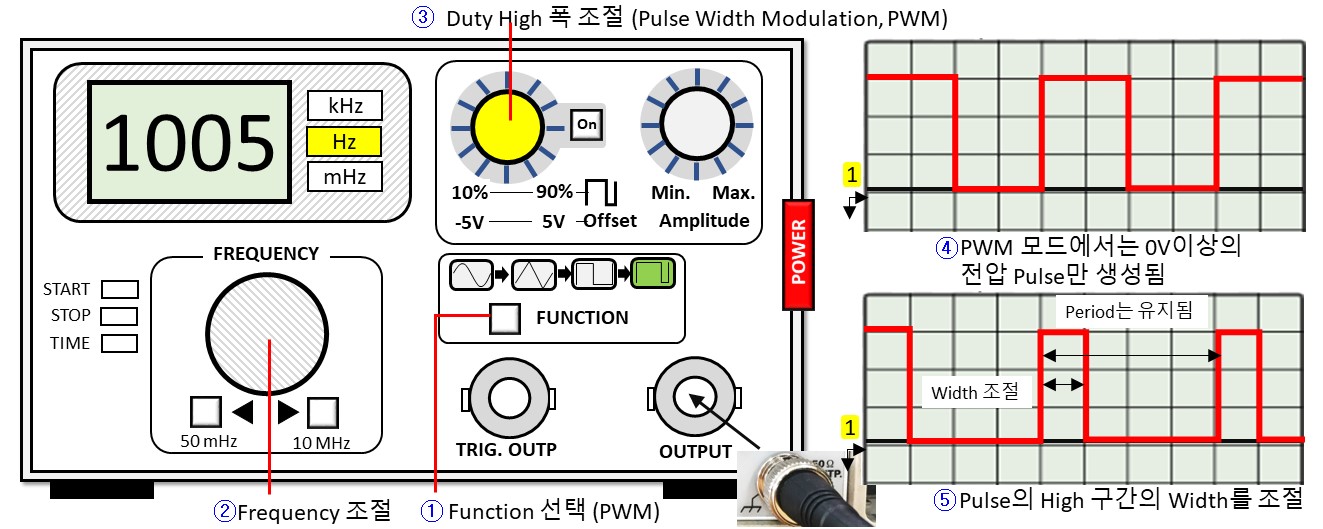 ③ Duty High 폭 조절 (Pulse Width Modulation, PWM)
1005
kHz
Hz
mHz
On
10% 90%
-5V 5V Offset
Min. Max.
Amplitude
POWER
FREQUENCY
START
STOP
TIME
50 mHz
10 MHz
FUNCTION
TRIG. OUTP
OUTPUT
②Frequency 조절
① Function 선택 (PWM)
1
④PWM 모드에서는 0V이상의
전압 Pulse만 생성됨
Period는 유지됨
Width 조절
1
⑤Pulse의 High 구간의 Width를 조절